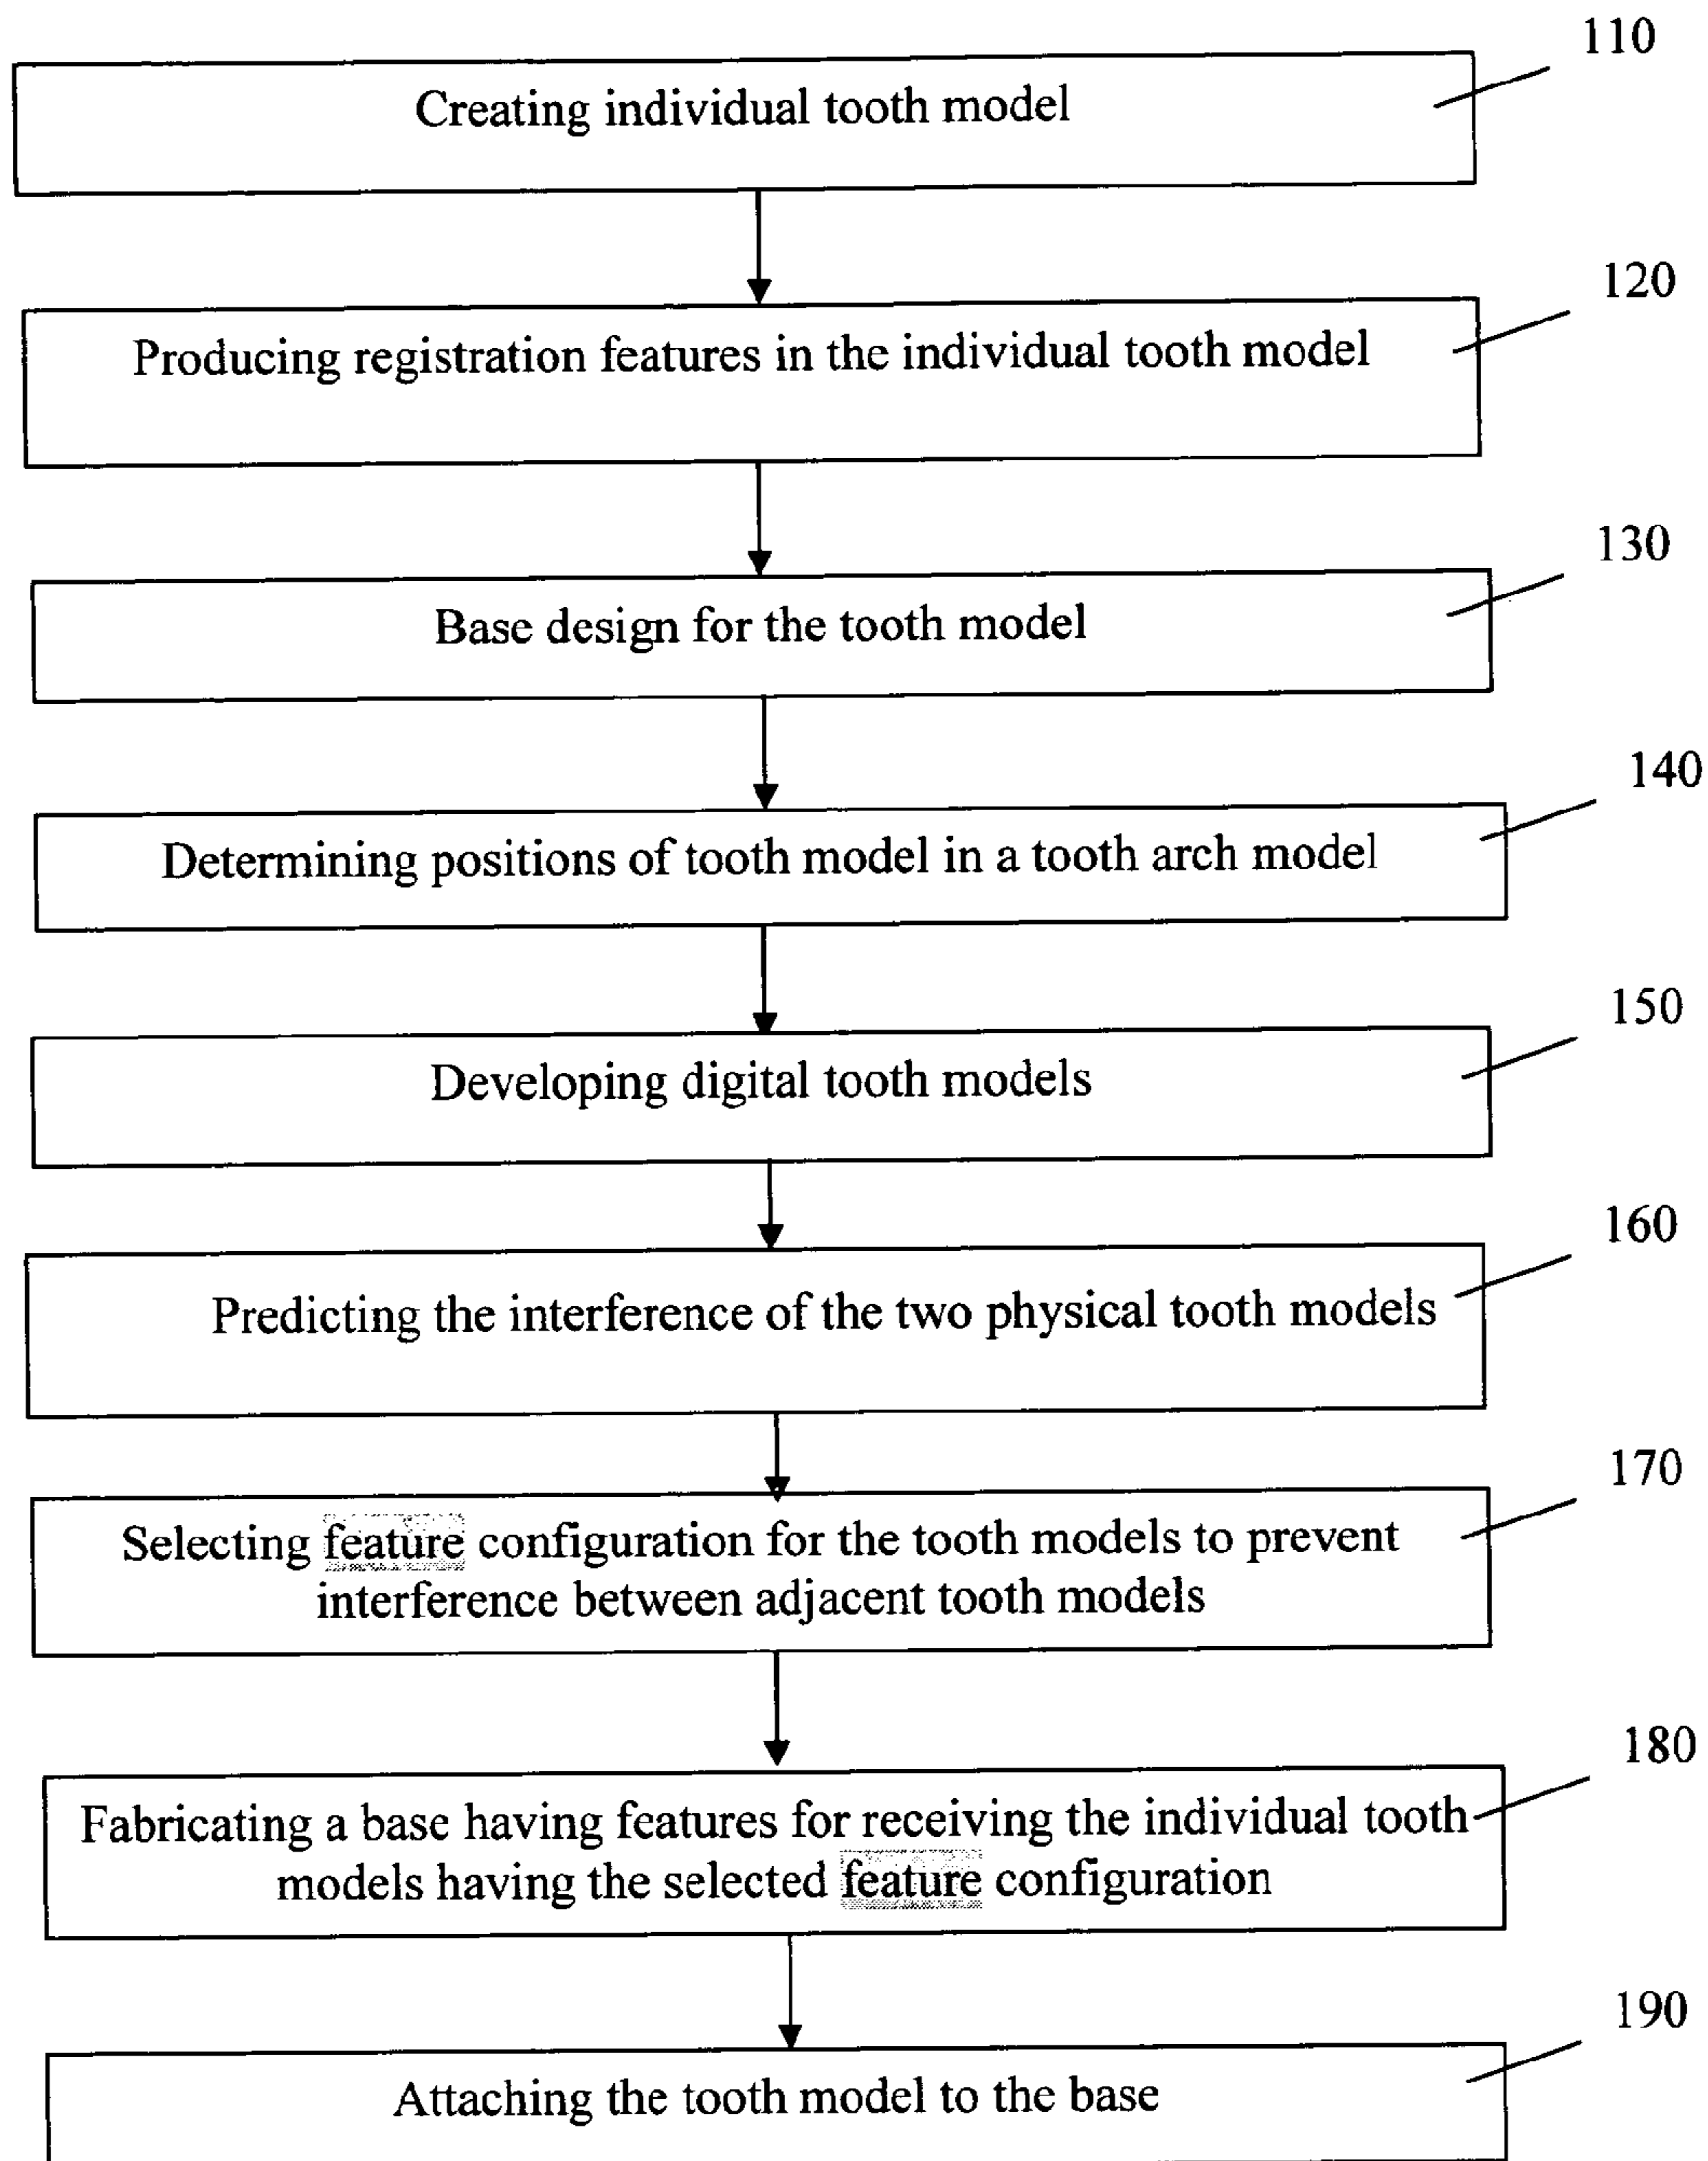 110
Creating individual tooth model
120
Producing registration features in the individual tooth model
130
Base design for the tooth model
140
Determining positions of tooth model in a tooth arch model
150
Developing digital tooth models
160
Predicting the interference of the two physical tooth models
170
Selecting feature configuration for the tooth models to prevent
interference between adjacent tooth models
180
Fabricating a base having features for receiving the individual tooth
models having the selected feature configuration
190
Attaching the tooth model to the base